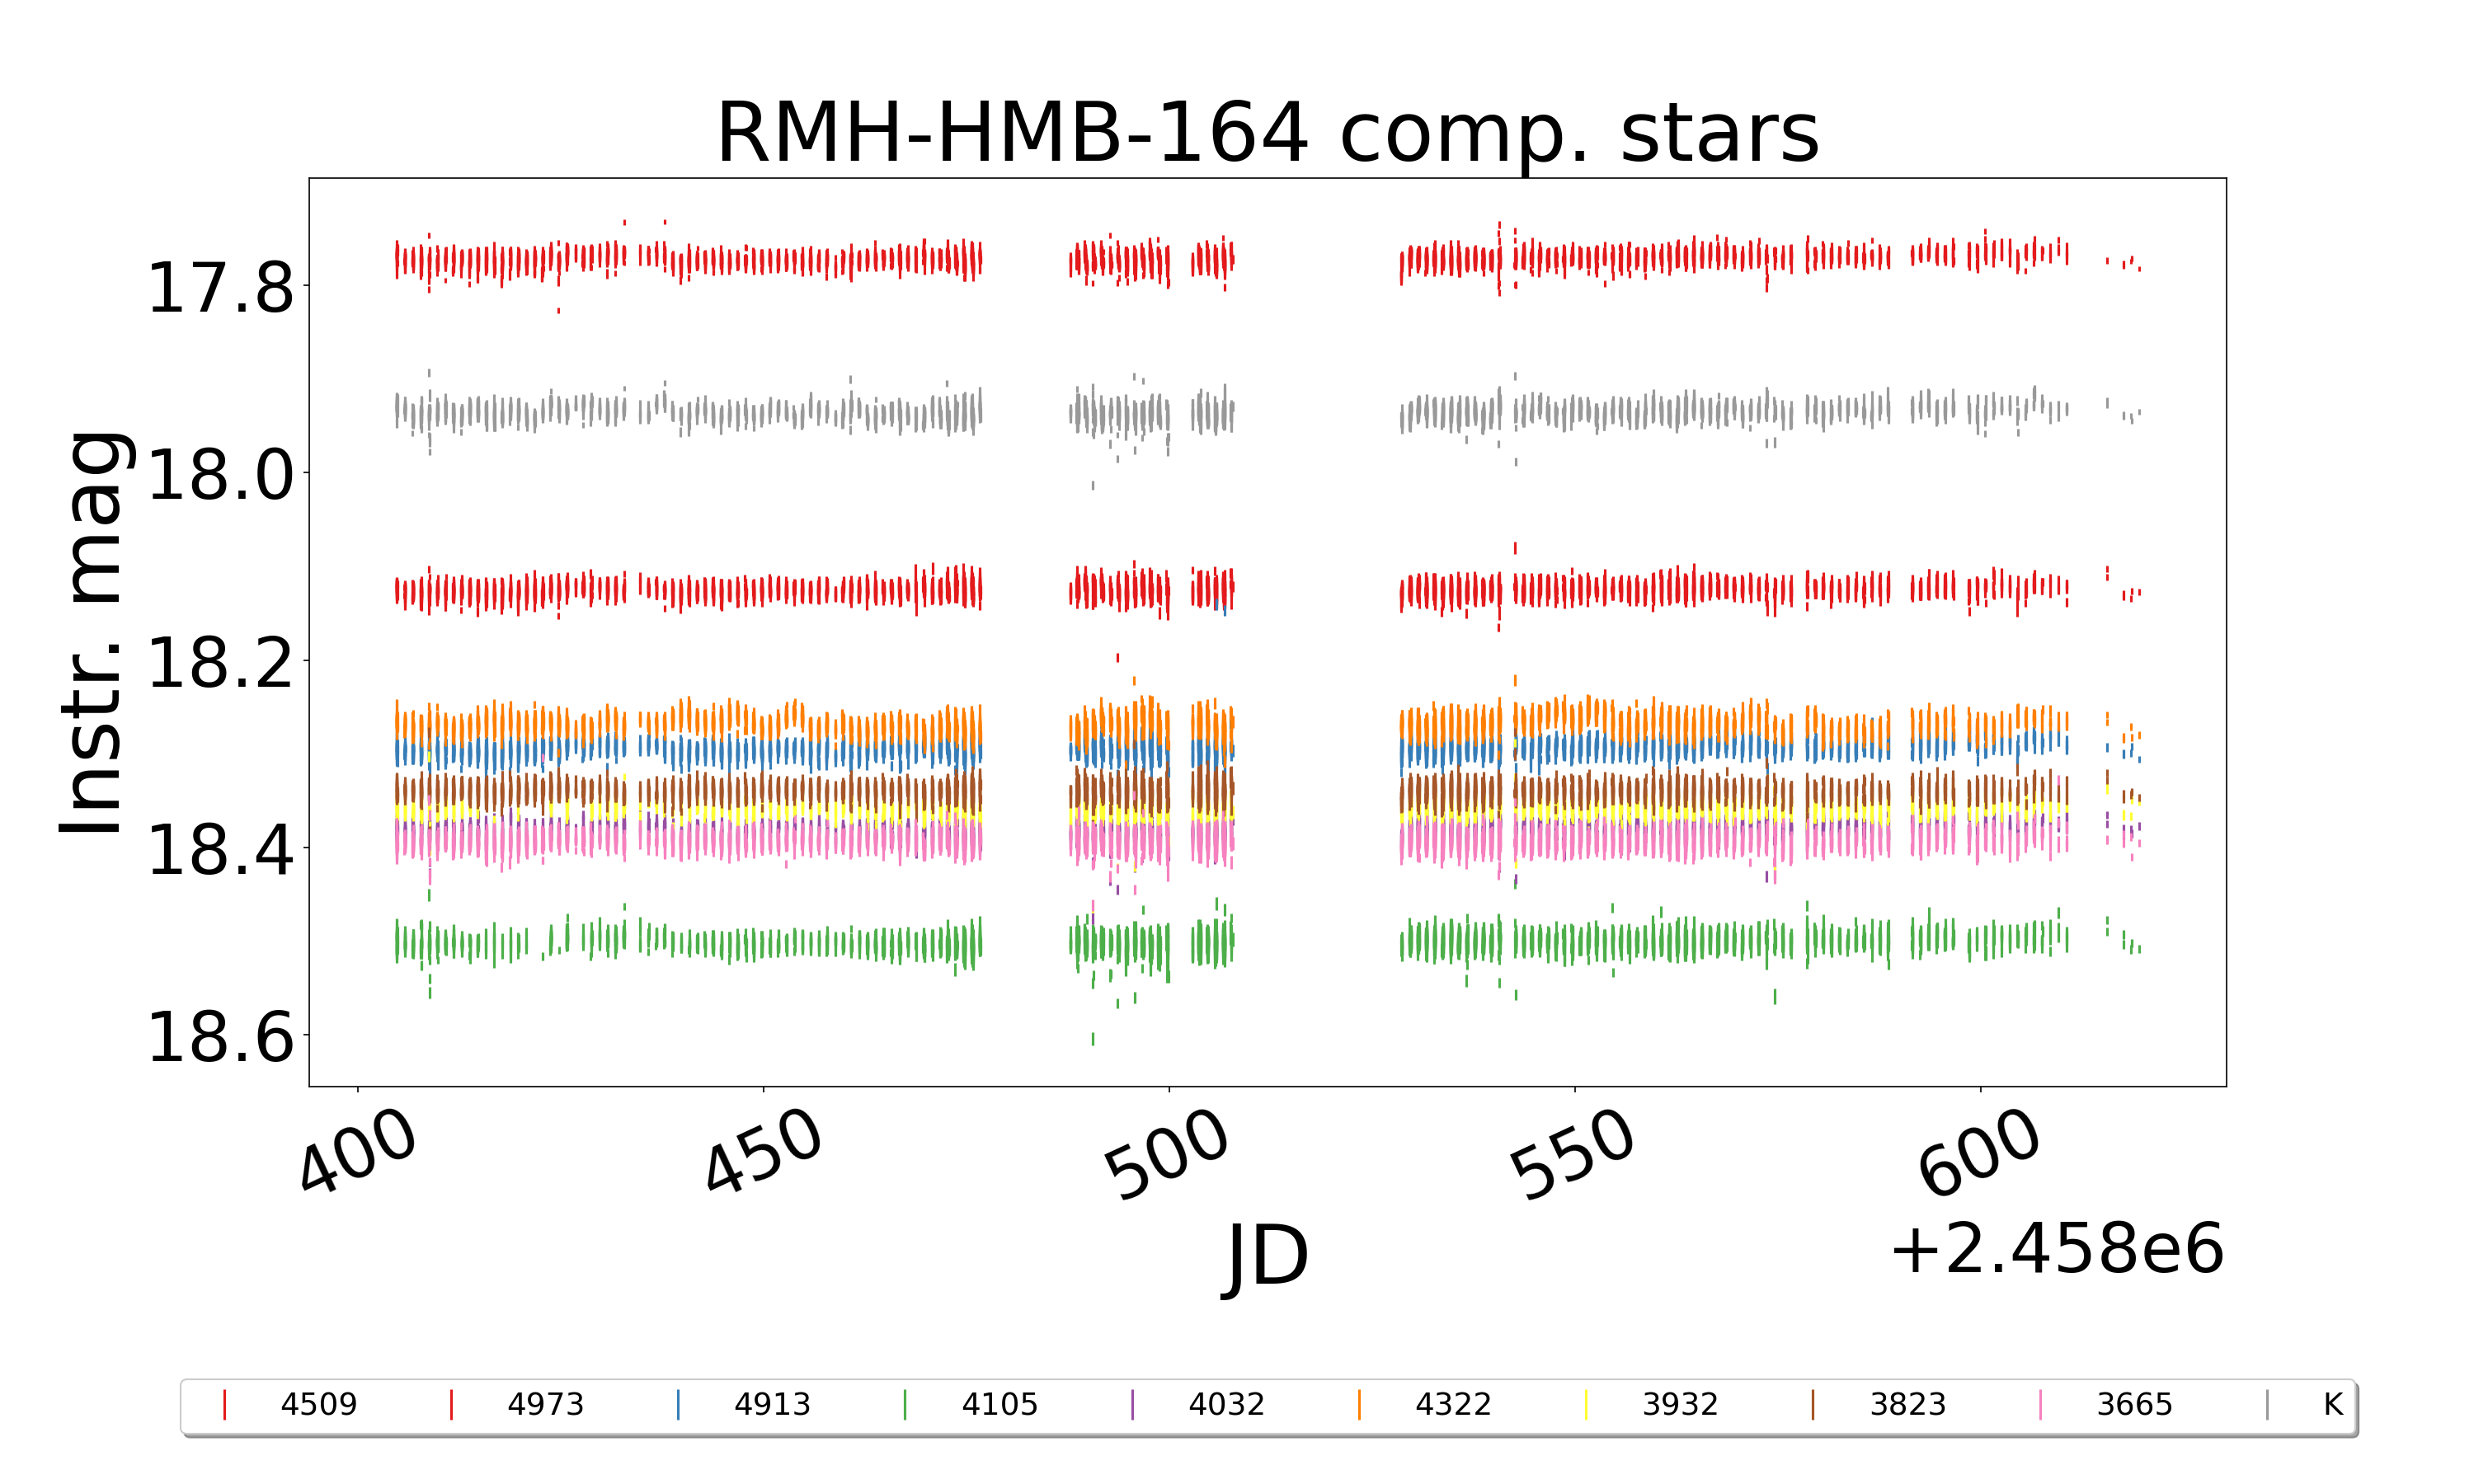 RMH-HMB-164 comp. stars
Instr. mag
17.8
18.0
18.2
18.4
18.6
400 450 500 550 600
JD
+2.458e6
4509 4973 4913 4105 4032 4322 3932 3823 3665 K